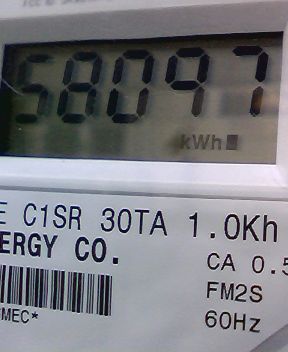 58097
kWh
E C1SR 30TA 1.0Kh
ERGY CO.
CA 0.5
FM2S
MEC*
60Hz